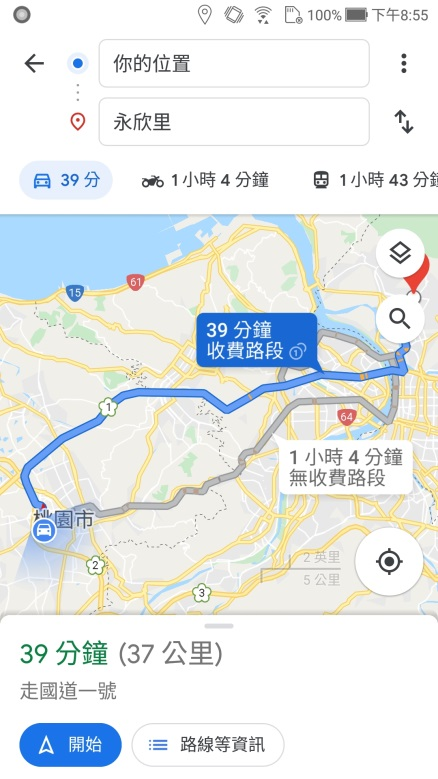 100% 下午8:55
你的位置
永欣里
39 分
1 小時 4 分鐘
1 小時 43 分
61
15
39 分鐘
收費路段
1
64
1 小時 4 分鐘
無收費路段
桃園市
2
2 英里
5 公里
3
39 分鐘 (37 公里)
走國道一號
開始
路線等資訊